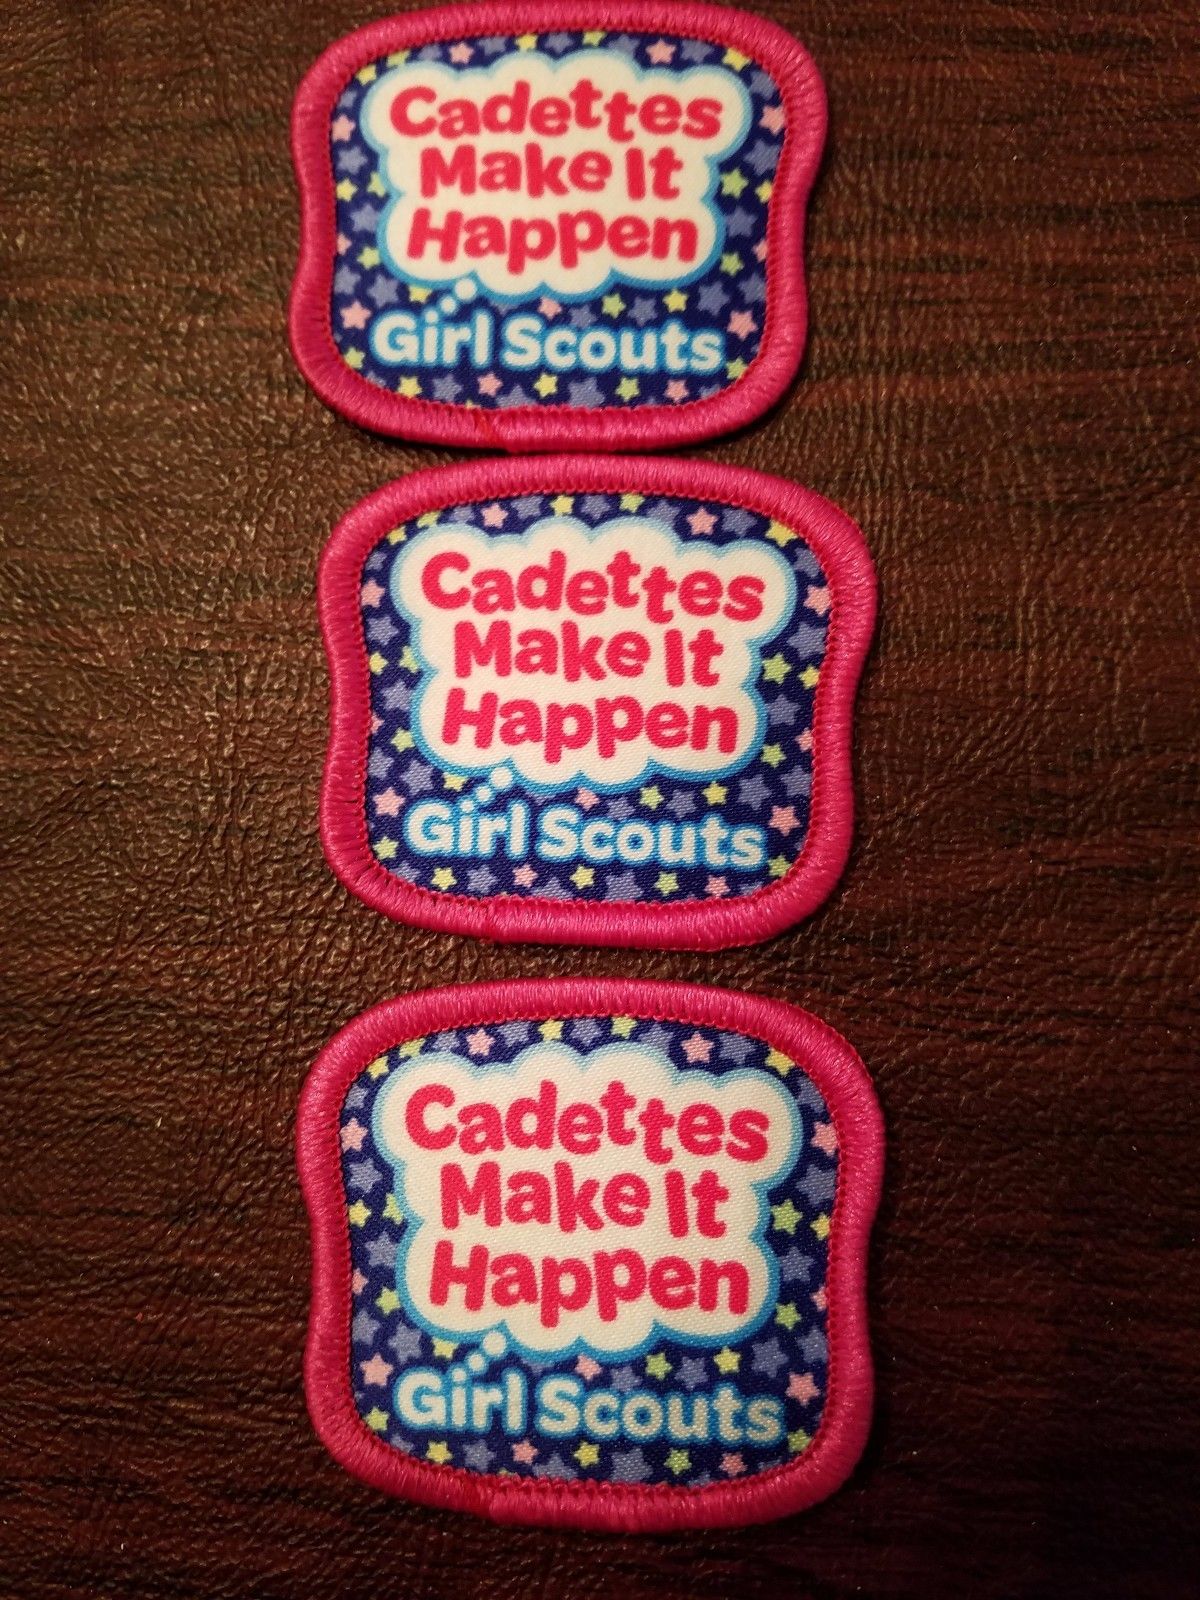 Cadettes
Make It
Happen
Girl Scouts
Cadettes
Make It
Happen
Girl Scouts
Cadettes
Make It
Happen
Girl Scouts